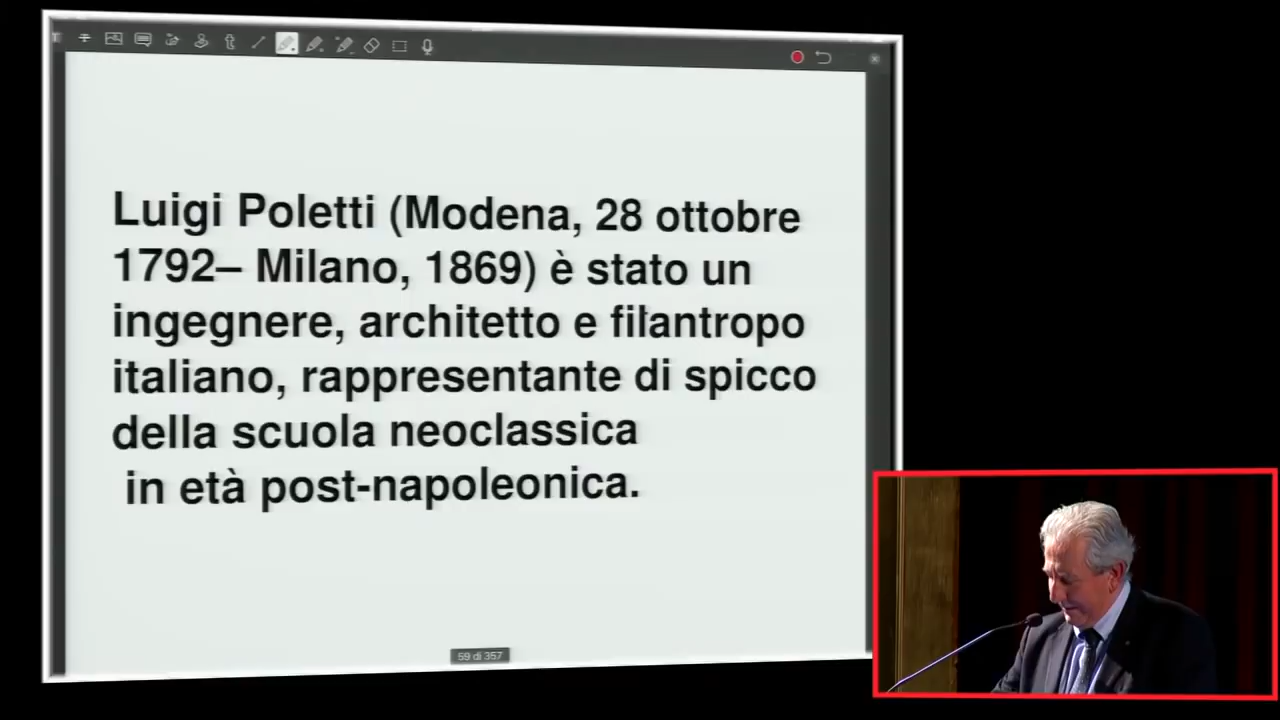 Luigi Poletti (Modena, 28 ottobre
1792– Milano, 1869) è stato un
ingegnere, architetto e filantropo
italiano, rappresentante di spicco
della scuola neoclassica
in età post-napoleonica.
59 di 357